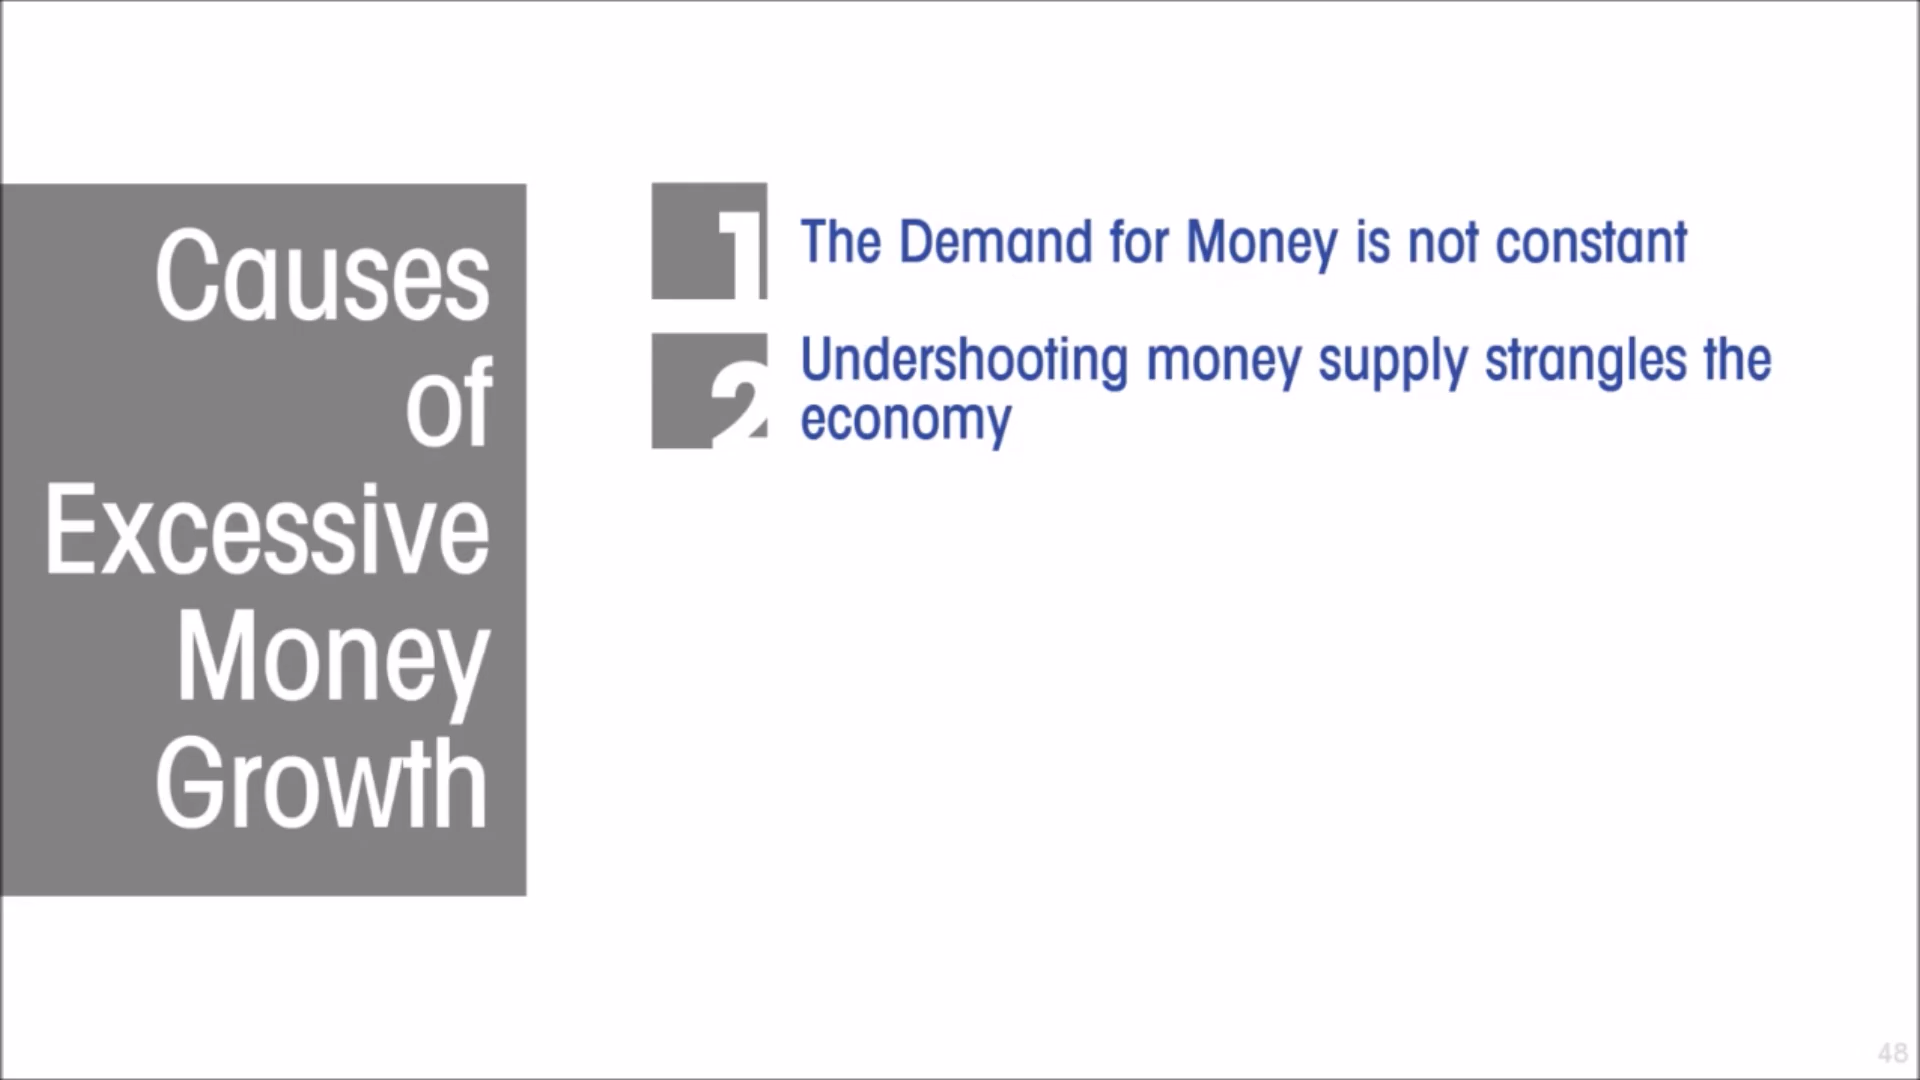 Causes
of
Excessive
Money
Growth
1
The Demand for Money is not constant
2
Undershooting money supply strangles the
economy
48